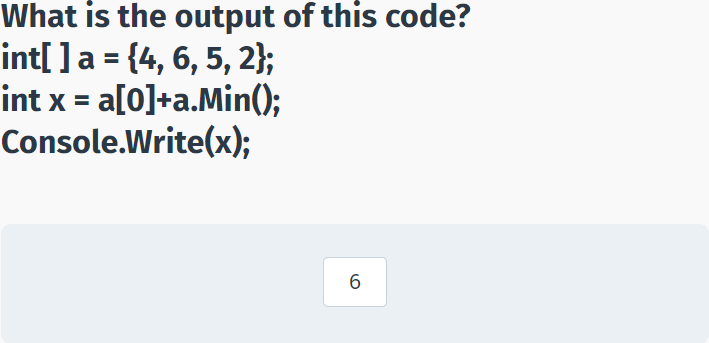 What is the output of this code?
int[ ] a = {4, 6, 5, 2};
int x = a[0]+a.Min();
Console.Write(x);
6